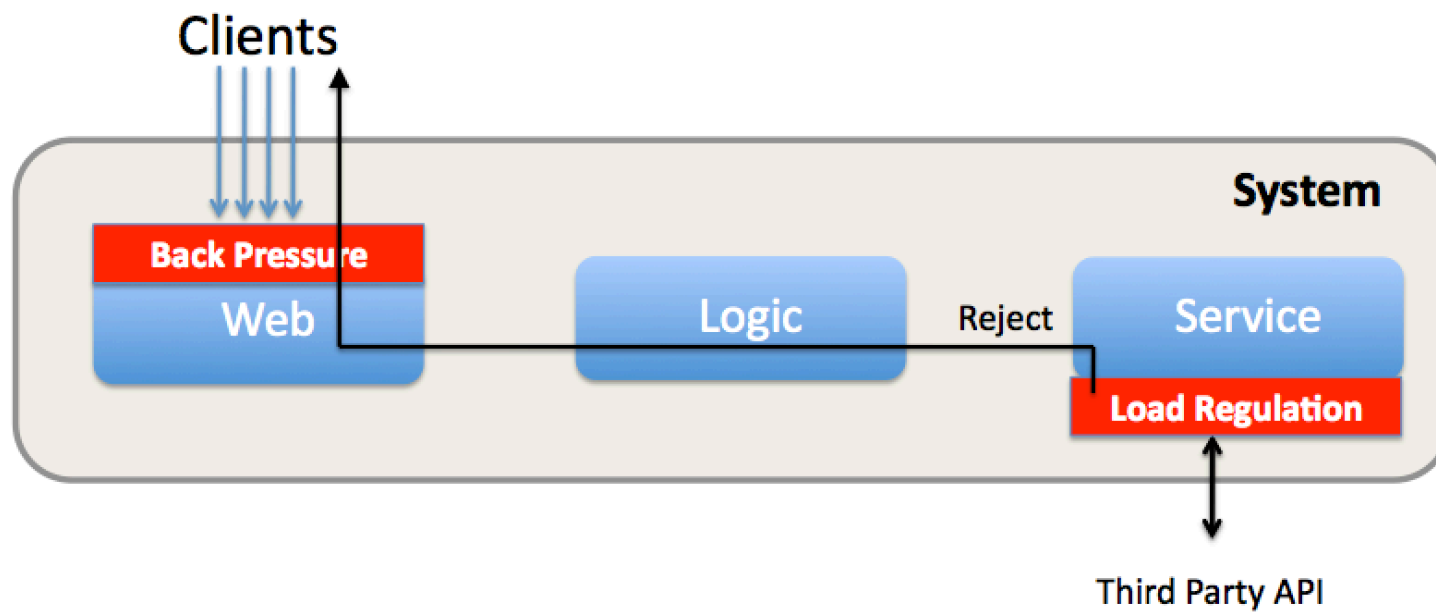 Clients
System
Back Pressure
Web
Logic
Reject
Service
Load Regulation
Third Party API